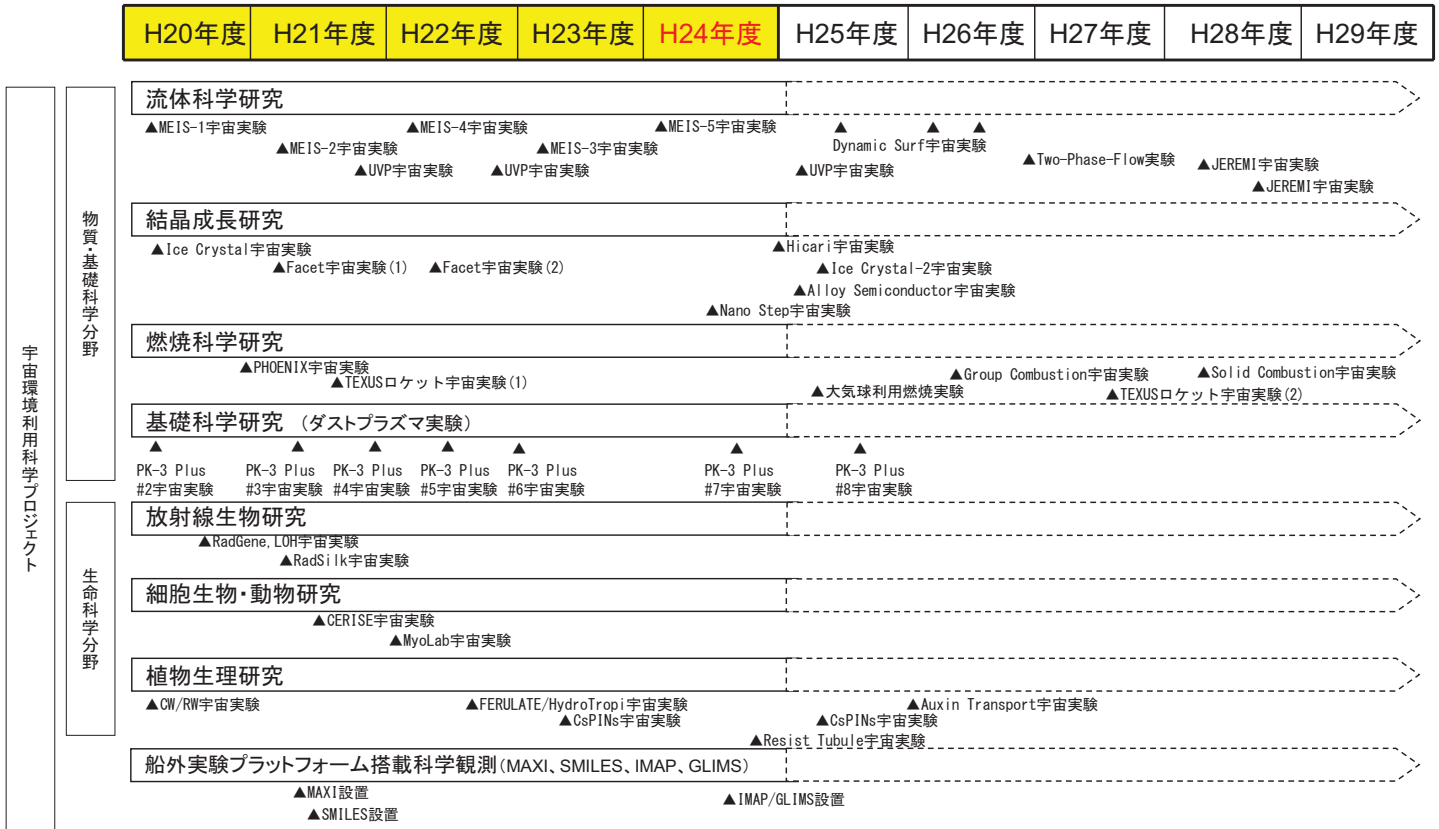 H20年度 H21年度 H22年度 H23年度 H24年度 H25年度 H26年度 H27年度 H28年度 H29年度
宇宙環境利用科学プロジェクト
物質・基礎科学分野
流体科学研究
▲MEIS-1宇宙実験 ▲MEIS-4宇宙実験 ▲MEIS-5宇宙実験 ▲ ▲ ▲
▲MEIS-2宇宙実験 ▲MEIS-3宇宙実験 Dynamic Surf宇宙実験
▲Two-Phase-Flow実験 ▲JEREMI宇宙実験
▲UVP宇宙実験 ▲UVP宇宙実験 ▲UVP宇宙実験
▲JEREMI宇宙実験
結晶成長研究
▲Ice Crystal宇宙実験 ▲Hicari宇宙実験
▲Facet宇宙実験(1) ▲Facet宇宙実験(2) ▲Ice Crystal-2宇宙実験
▲Alloy Semiconductor宇宙実験
▲Nano Step宇宙実験
燃焼科学研究
▲PHOENIX宇宙実験 ▲Group Combustion宇宙実験 ▲Solid Combustion宇宙実験
▲TEXUSロケット宇宙実験(1) ▲大気球利用燃焼実験 ▲TEXUSロケット宇宙実験(2)
基礎科学研究 (ダストプラズマ実験)
▲ ▲ ▲ ▲ ▲ ▲ ▲
PK-3 Plus PK-3 Plus PK-3 Plus PK-3 Plus PK-3 Plus PK-3 Plus PK-3 Plus
#2宇宙実験 #3宇宙実験 #4宇宙実験 #5宇宙実験 #6宇宙実験 #7宇宙実験 #8宇宙実験
生命科学分野
放射線生物研究
▲RadGene,LOH宇宙実験
▲RadSilk宇宙実験
細胞生物・動物研究
▲CERISE宇宙実験
▲MyoLab宇宙実験
植物生理研究
▲CW/RW宇宙実験 ▲FERULATE/HydroTropi宇宙実験 ▲Auxin Transport宇宙実験
▲CsPINs宇宙実験 ▲CsPINs宇宙実験
▲Resist Tubule宇宙実験
船外実験プラットフォーム搭載科学観測(MAXI、SMILES、IMAP、GLIMS)
▲MAXI設置 ▲IMAP/GLIMS設置
▲SMILES設置